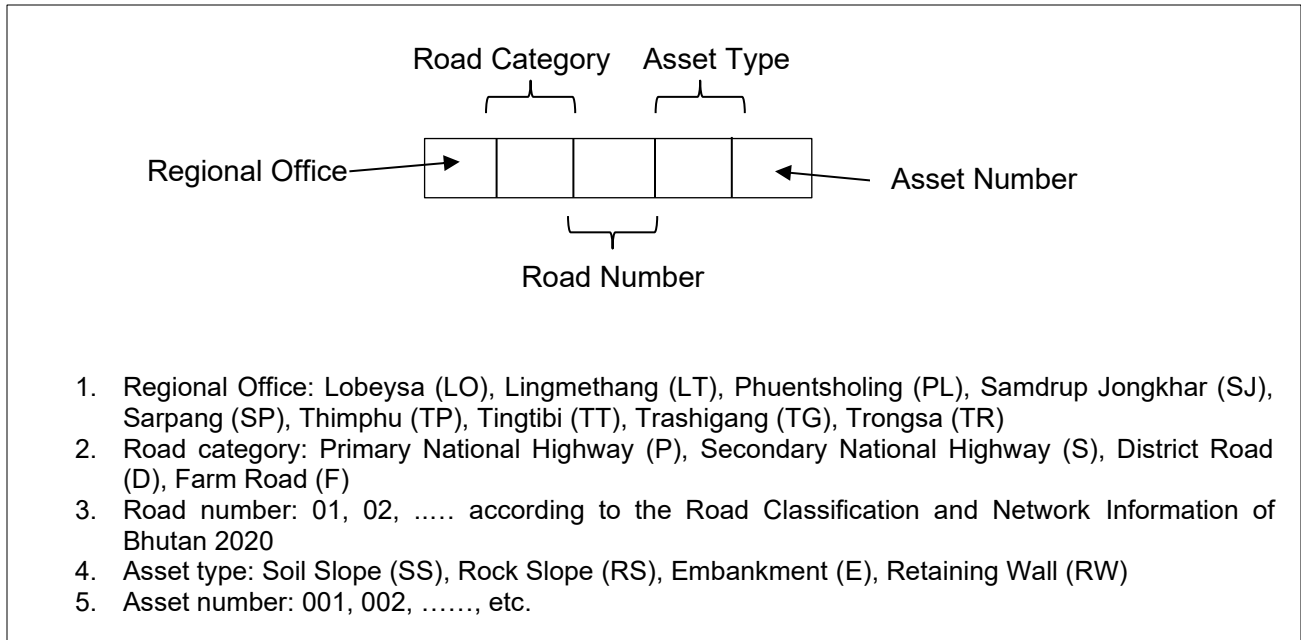 Road Category Asset Type
Regional Office Asset Number
Road Number
1. Regional Office: Lobeysa (LO), Lingmethang (LT), Phuentsholing (PL), Samdrup Jongkhar (SJ),
Sarpang (SP), Thimphu (TP), Tingtibi (TT), Trashigang (TG), Trongsa (TR)
2. Road category: Primary National Highway (P), Secondary National Highway (S), District Road
(D), Farm Road (F)
3. Road number: 01, 02, ..… according to the Road Classification and Network Information of
Bhutan 2020
4. Asset type: Soil Slope (SS), Rock Slope (RS), Embankment (E), Retaining Wall (RW)
5. Asset number: 001, 002, ……, etc.